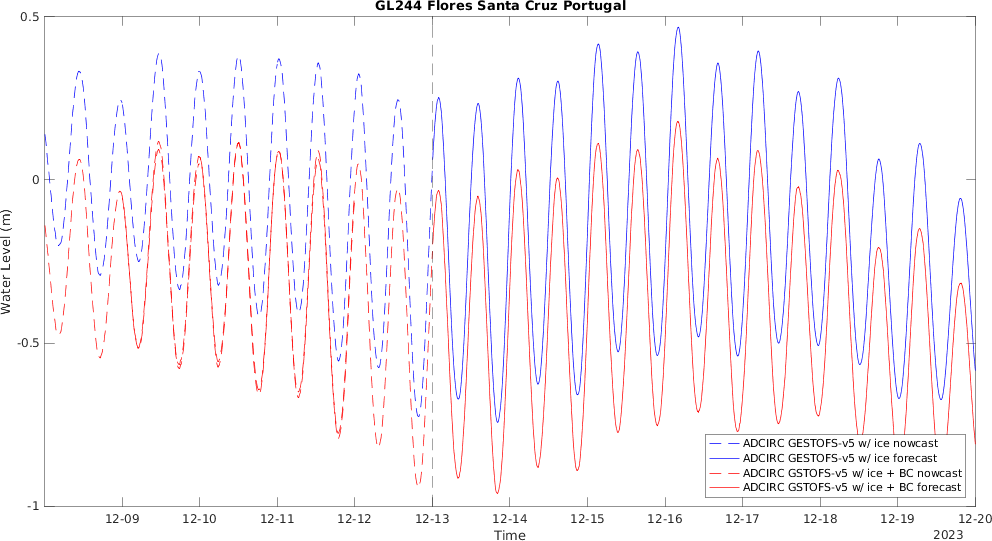 GL244 Flores Santa Cruz Portugal
Water Level (m)
0.5
0
-0.5
-1
ADCIRC GESTOFS-v5 w/ ice nowcast
ADCIRC GESTOFS-v5 w/ ice forecast
ADCIRC GSTOFS-v5 w/ ice + BC nowcast
ADCIRC GSTOFS-v5 w/ ice + BC forecast
12-09 12-10 12-11 12-12 12-13 12-14 12-15 12-16 12-17 12-18 12-19 12-20
Time
2023